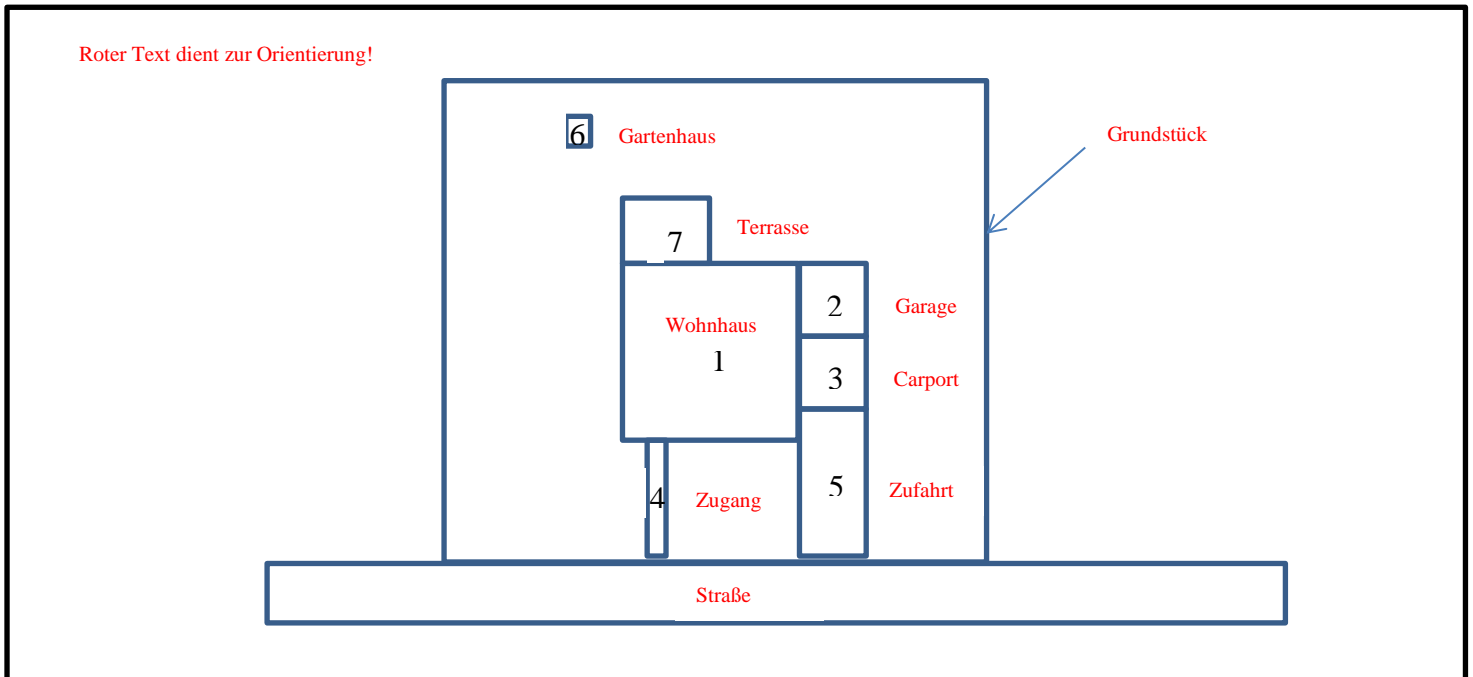 Roter Text dient zur Orientierung!
6 Gartenhaus
Grundstück
7 Terrasse
2 Garage
Wohnhaus
1
3 Carport
4 Zugang
5 Zufahrt
Straße